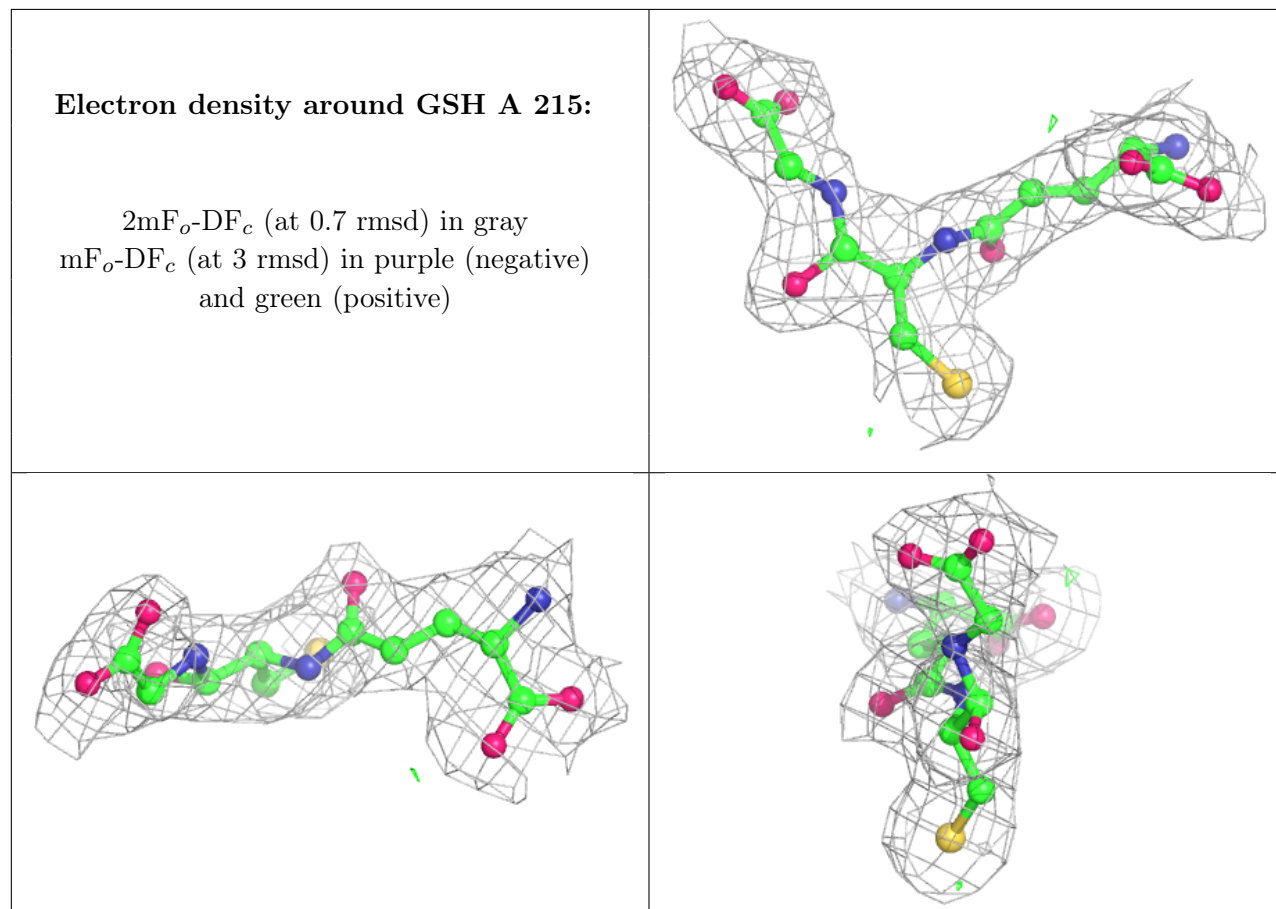 Electron density around GSH A 215:
2mFo-DFc (at 0.7 rmsd) in gray
mFo-DFc (at 3 rmsd) in purple (negative)
and green (positive)